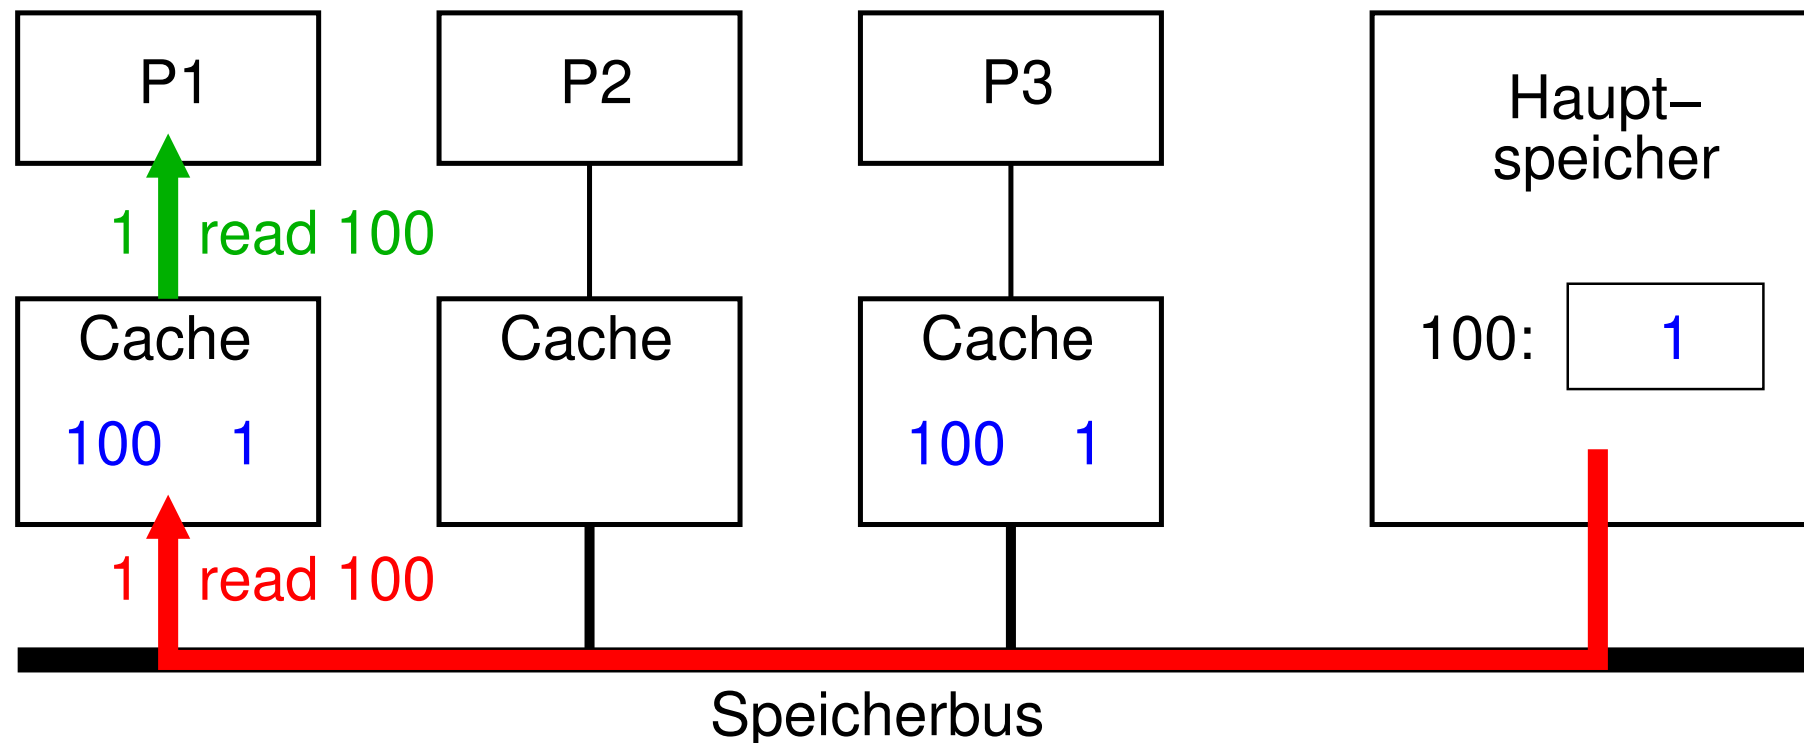 P1
P2
P3
Haupt–
speicher
1 read 100
Cache
Cache
Cache
100: 1
100 1
100 1
1 read 100
Speicherbus